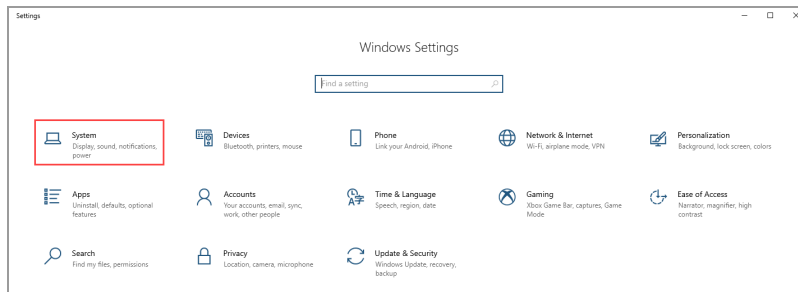 Settings
Windows Settings
Find a setting
System
Display, sound, notifications,
power
Devices
Bluetooth, printers, mouse
Phone
Link your Android, iPhone
Network & Internet
Wi-Fi, airplane mode, VPN
Personalization
Background, lock screen, colors
Apps
Uninstall, defaults, optional
features
Accounts
Your accounts, email, sync,
work, other people
Time & Language
Speech, region, date
Gaming
Xbox Game Bar, captures, Game
Mode
Ease of Access
Narrator, magnifier, high
contrast
Search
Find my files, permissions
Privacy
Location, camera, microphone
Update & Security
Windows Update, recovery,
backup